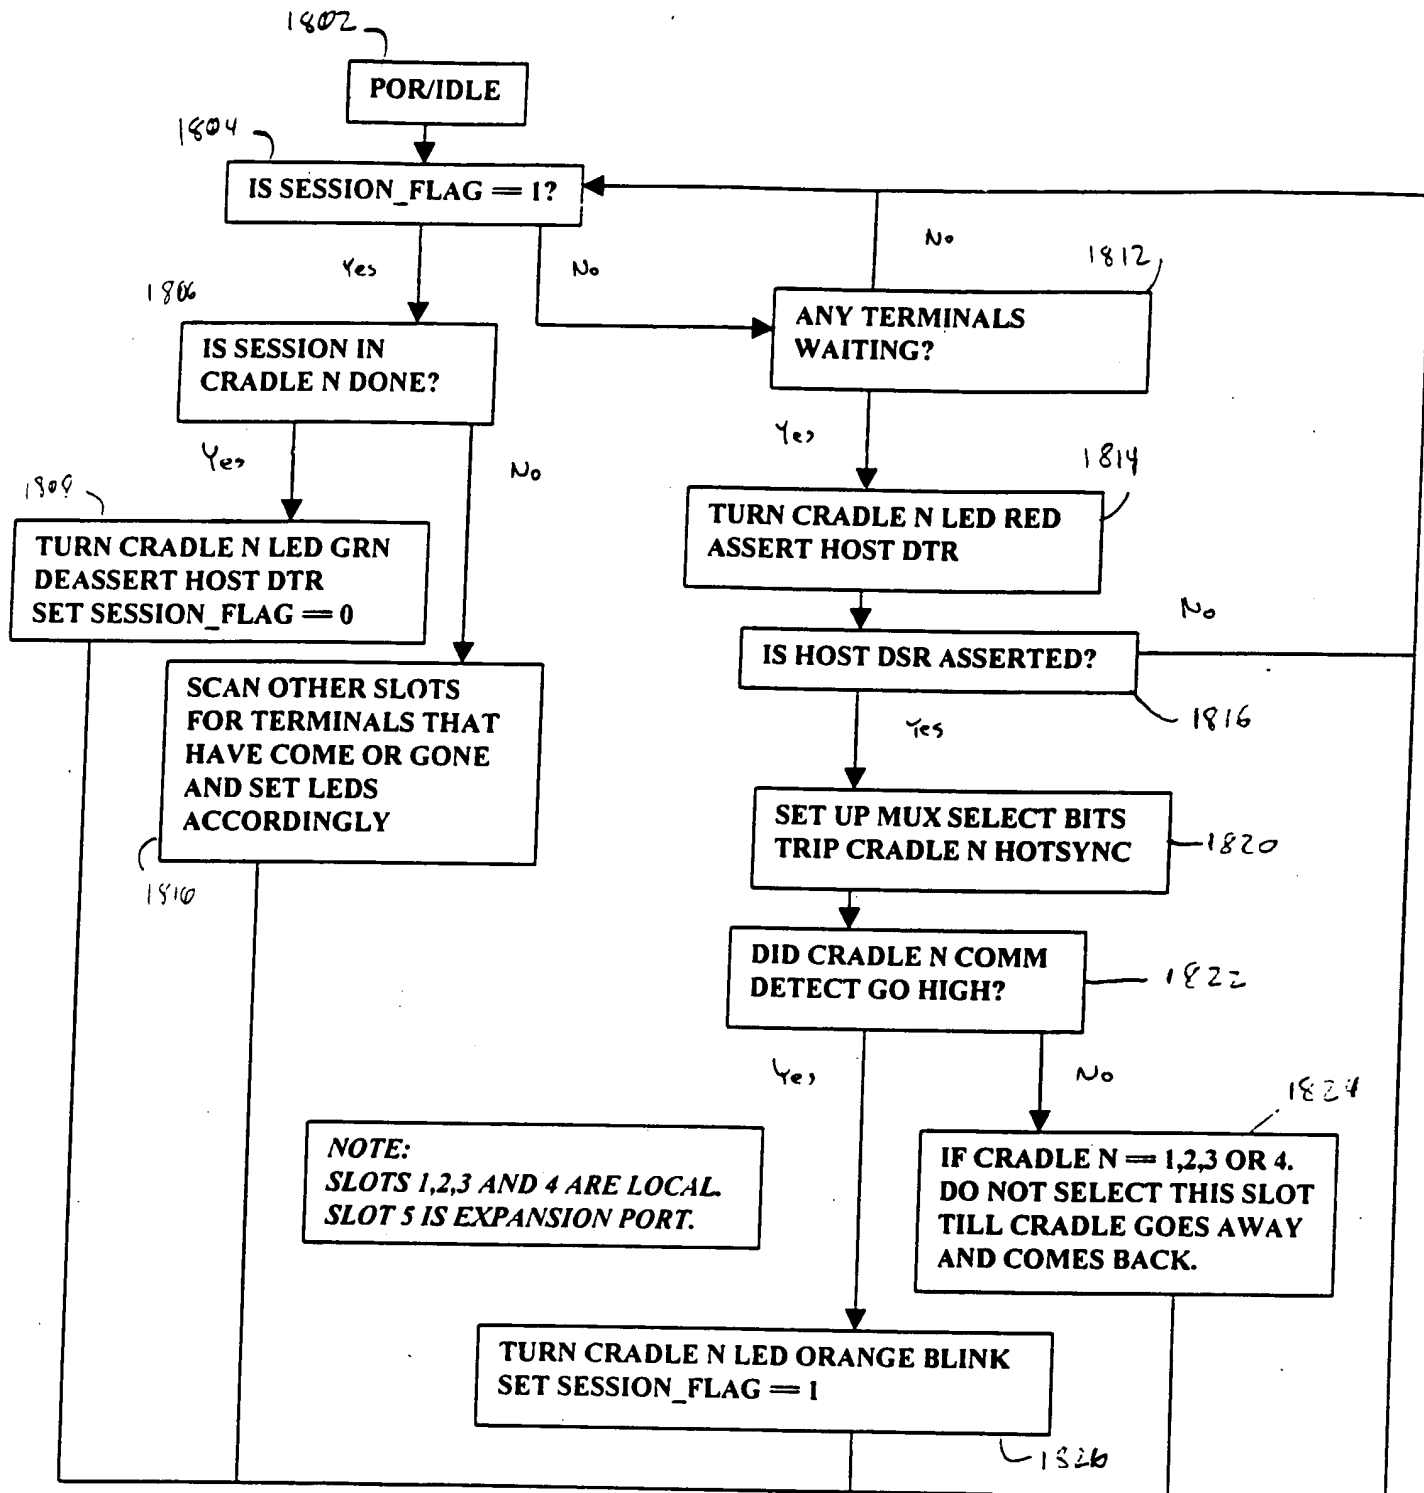 1802
POR/IDLE
1804
IS SESSION_FLAG == 1?
Yes
No
No
1812
1806
ANY TERMINALS
WAITING?
IS SESSION IN
CRADLE N DONE?
Yes
No
Yes
1814
1808
TURN CRADLE N LED GRN
DEASSERT HOST DTR
SET SESSION_FLAG == 0
TURN CRADLE N LED RED
ASSERT HOST DTR
No
IS HOST DSR ASSERTED?
1816
Yes
SCAN OTHER SLOTS
FOR TERMINALS THAT
HAVE COME OR GONE
AND SET LEDS
ACCORDINGLY
1810
SET UP MUX SELECT BITS
TRIP CRADLE N HOTSYNC
1820
DID CRADLE N COMM
DETECT GO HIGH?
1822
Yes
No
1824
NOTE:
SLOTS 1,2,3 AND 4 ARE LOCAL.
SLOT 5 IS EXPANSION PORT.
IF CRADLE N == 1,2,3 OR 4.
DO NOT SELECT THIS SLOT
TILL CRADLE GOES AWAY
AND COMES BACK.
TURN CRADLE N LED ORANGE BLINK
SET SESSION_FLAG == 1
1826